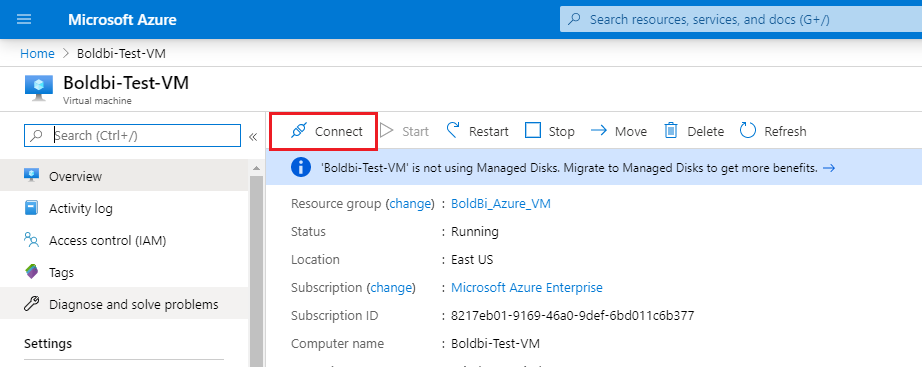 Microsoft Azure
Search resources, services, and docs (G+/)
Home > Boldbi-Test-VM
Boldbi-Test-VM
Virtual machine
Search (Ctrl+/)
«
Connect Start Restart Stop Move Delete Refresh
'Boldbi-Test-VM' is not using Managed Disks. Migrate to Managed Disks to get more benefits. →
Overview
Activity log
Access control (IAM)
Tags
Diagnose and solve problems
Settings
Resource group (change) : BoldBi_Azure_VM
Status : Running
Location : East US
Subscription (change) : Microsoft Azure Enterprise
Subscription ID : 8217eb01-9169-46a0-9def-6bd011c6b377
Computer name : Boldbi-Test-VM